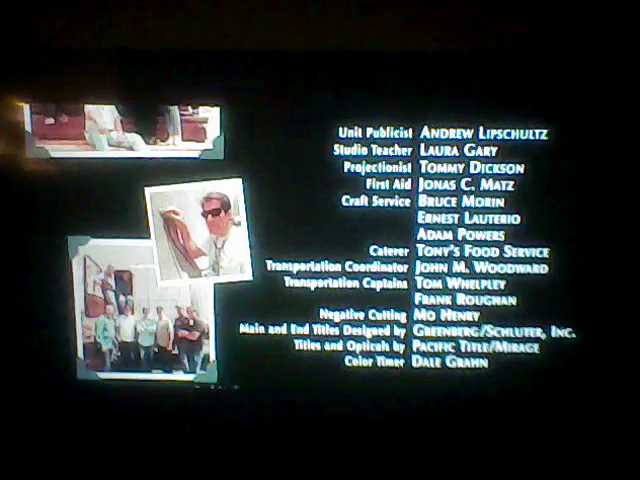 Unit Publicist ANDREW LIPSCHULTZ
Studio Teacher LAURA GARY
Projectionist TOMMY DICKSON
First Aid JONAS C. MATZ
Craft Service BRUCE MORIN
ERNEST LAUTERIO
ADAM POWERS
Caterer TONY'S FOOD SERVICE
Transportation Coordinator JOHN M. WOODWARD
Transportation Captains TOM WHELPLEY
FRANK ROUGHAN
Negative Cutting MO HENRY
Main and End Titles Designed by GREENBERG/SCHLUTER, INC.
Titles and Opticals by PACIFIC TITLE/MIRAGE
Color Timer DALE GRAHN